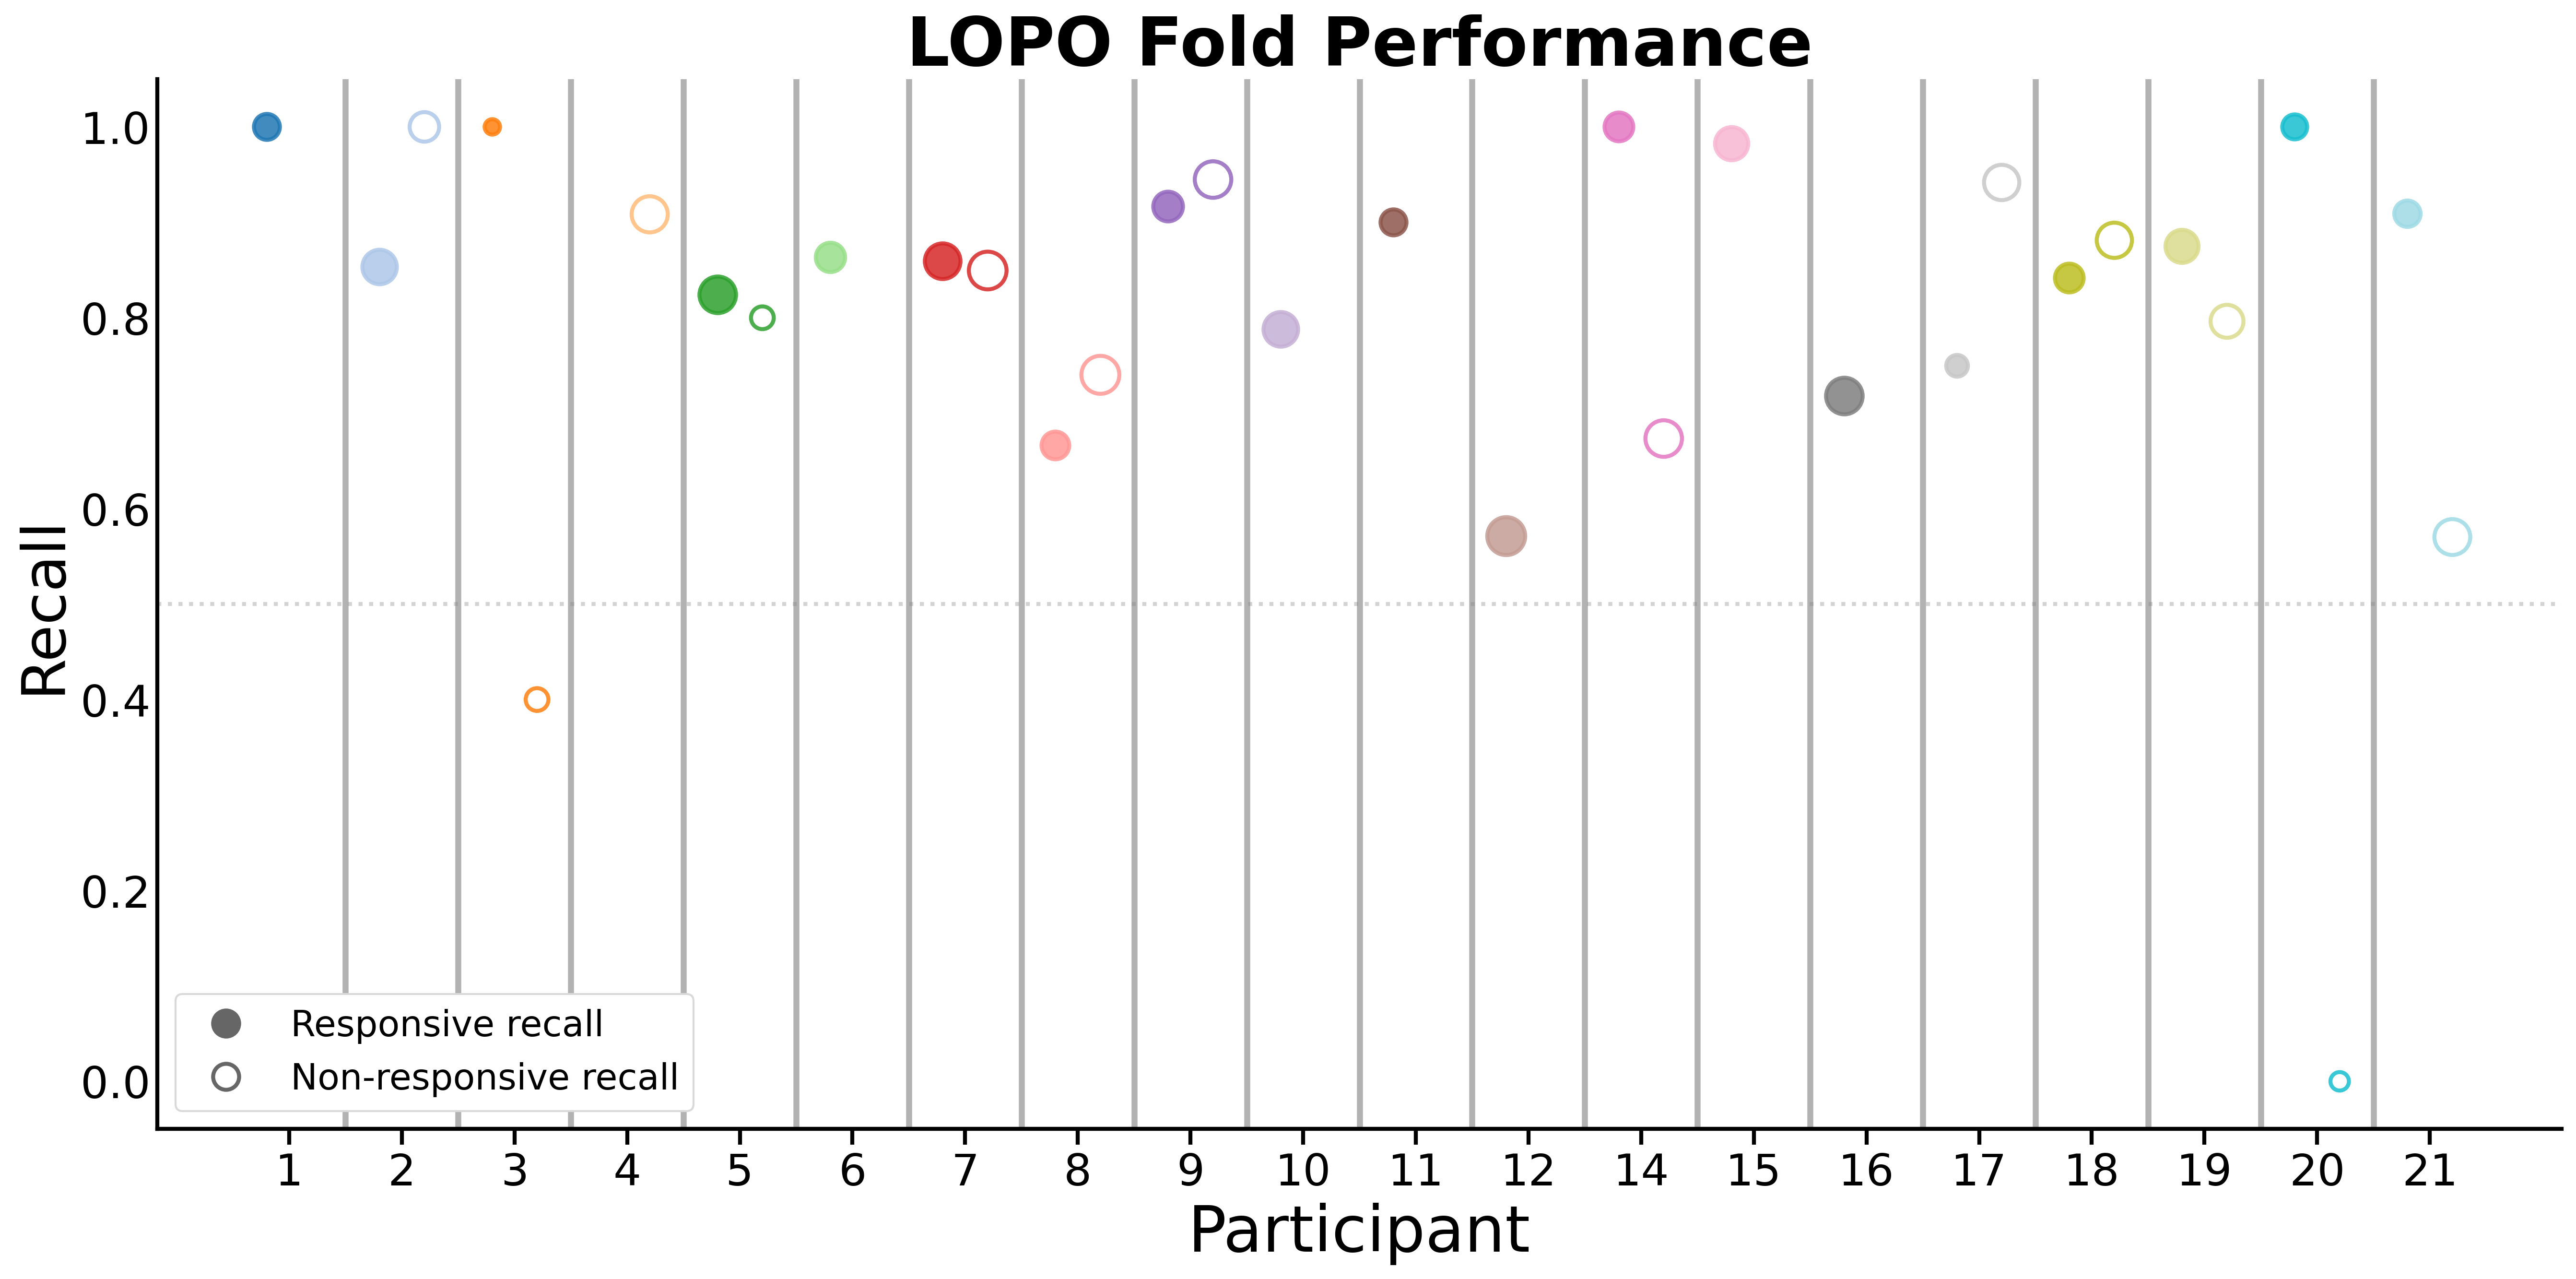 LOPO Fold Performance
Recall
1.0
0.8
0.6
0.4
0.2
0.0
Responsive recall
Non-responsive recall
1 2 3 4 5 6 7 8 9 10 11 12 14 15 16 17 18 19 20 21
Participant